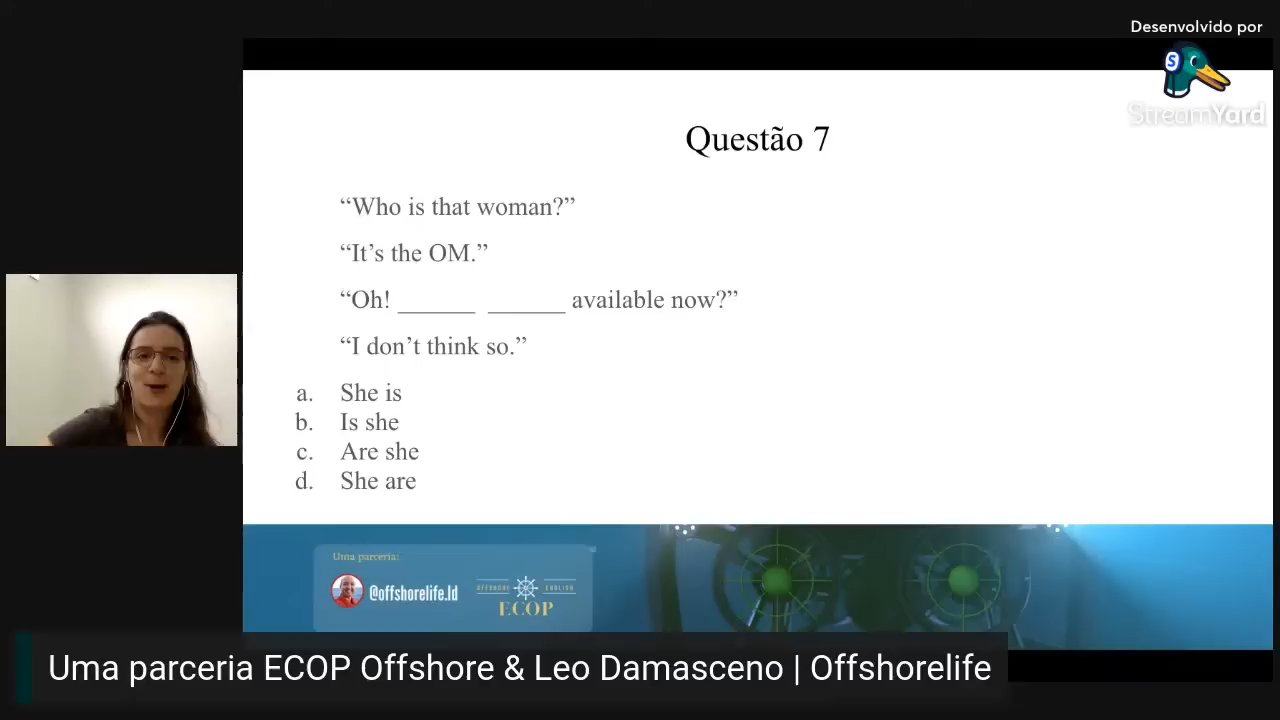 Desenvolvido por
StreamYard
Questão 7
“Who is that woman?”
“It’s the OM.”
“Oh! ______ ______ available now?”
“I don’t think so.”
a. She is
b. Is she
c. Are she
d. She are
Uma parceria:
@offshorelife.ld
OFFSHORE ENGLISH
ECOP
Uma parceria ECOP Offshore & Leo Damasceno | Offshorelife